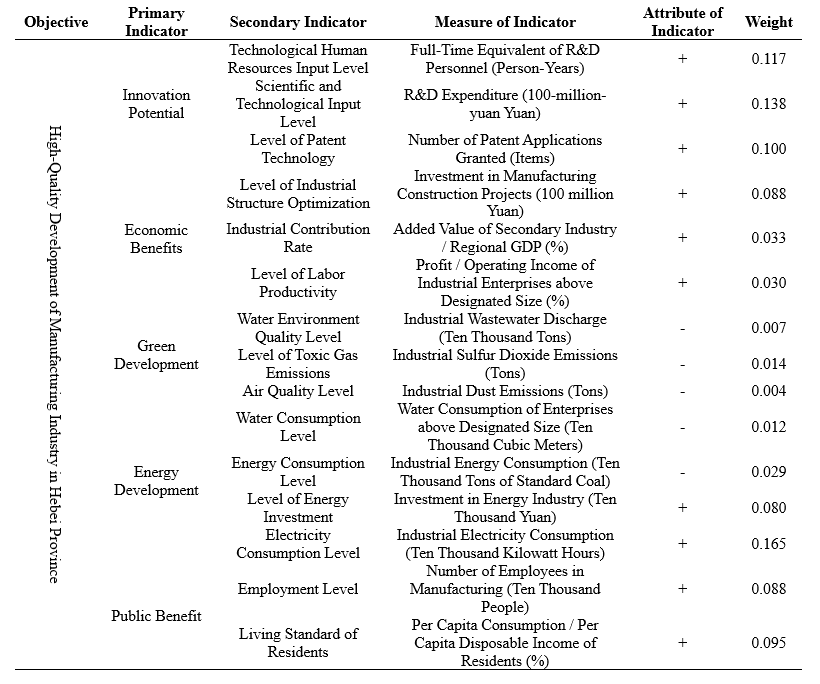 Objective Primary Indicator Secondary Indicator Measure of Indicator Attribute of Indicator Weight
High-Quality Development of Manufacturing Industry in Hebei Province
Innovation
Potential
Technological Human
Resources Input Level
Full-Time Equivalent of R&D
Personnel (Person-Years)
+
0.117
Scientific and
Technological Input
Level
R&D Expenditure (100-million-
yuan Yuan)
+
0.138
Level of Patent
Technology
Number of Patent Applications
Granted (Items)
+
0.100
Economic
Benefits
Level of Industrial
Structure Optimization
Investment in Manufacturing
Construction Projects (100 million
Yuan)
+
0.088
Industrial Contribution
Rate
Added Value of Secondary Industry
/ Regional GDP (%)
+
0.033
Level of Labor
Productivity
Profit / Operating Income of
Industrial Enterprises above
Designated Size (%)
+
0.030
Green
Development
Water Environment
Quality Level
Industrial Wastewater Discharge
(Ten Thousand Tons)
-
0.007
Level of Toxic Gas
Emissions
Industrial Sulfur Dioxide Emissions
(Tons)
-
0.014
Air Quality Level
Industrial Dust Emissions (Tons)
-
0.004
Energy
Development
Water Consumption
Level
Water Consumption of Enterprises
above Designated Size (Ten
Thousand Cubic Meters)
-
0.012
Energy Consumption
Level
Industrial Energy Consumption (Ten
Thousand Tons of Standard Coal)
-
0.029
Level of Energy
Investment
Investment in Energy Industry (Ten
Thousand Yuan)
+
0.080
Electricity
Consumption Level
Industrial Electricity Consumption
(Ten Thousand Kilowatt Hours)
+
0.165
Public Benefit
Employment Level
Number of Employees in
Manufacturing (Ten Thousand
People)
+
0.088
Living Standard of
Residents
Per Capita Consumption / Per
Capita Disposable Income of
Residents (%)
+
0.095